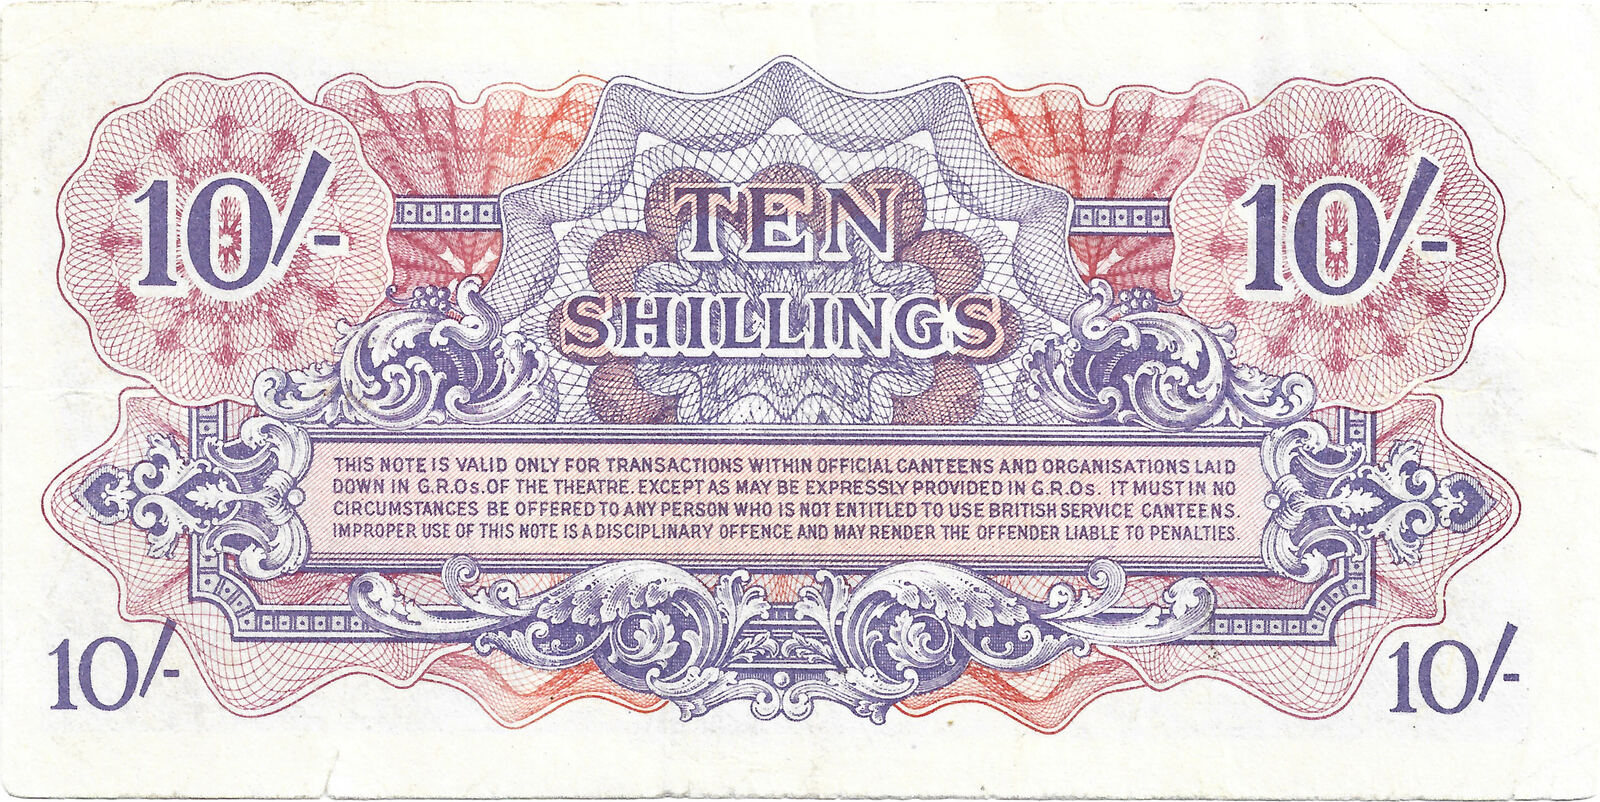 10/- 10/-
TEN
SHILLINGS
THIS NOTE IS VALID ONLY FOR TRANSACTIONS WITHIN OFFICIAL CANTEENS AND ORGANISATIONS LAID
DOWN IN G.R.Os. OF THE THEATRE. EXCEPT AS MAY BE EXPRESSLY PROVIDED IN G.R.Os. IT MUST IN NO
CIRCUMSTANCES BE OFFERED TO ANY PERSON WHO IS NOT ENTITLED TO USE BRITISH SERVICE CANTEENS.
IMPROPER USE OF THIS NOTE IS A DISCIPLINARY OFFENCE AND MAY RENDER THE OFFENDER LIABLE TO PENALTIES.
10/- 10/-